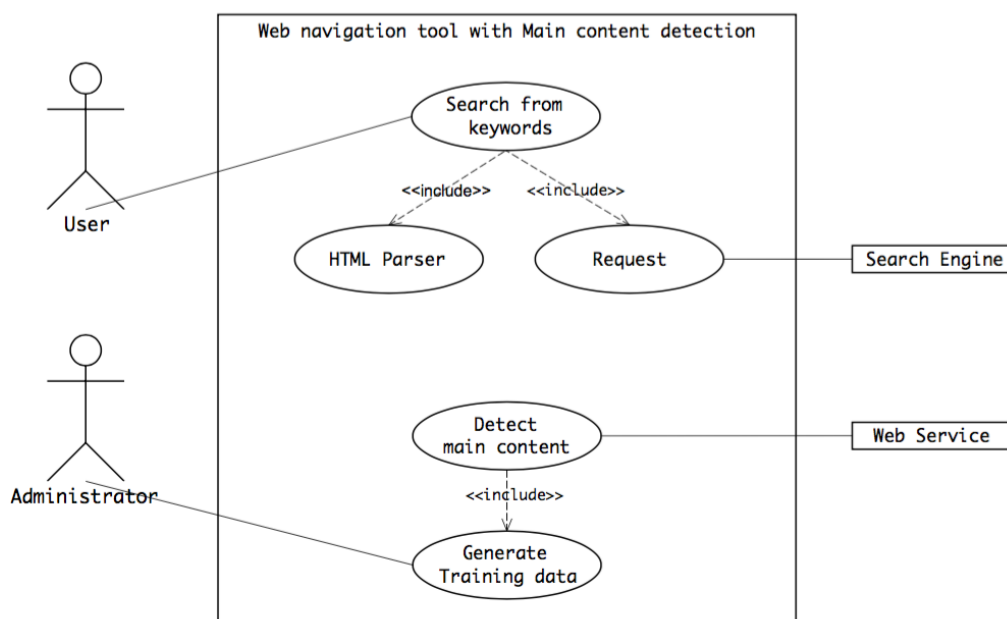 Web navigation tool with Main content detection
Search from
keywords
<<include>>
<<include>>
User
HTML Parser
Request
Search Engine
Detect
main content
Web Service
<<include>>
Administrator
Generate
Training data